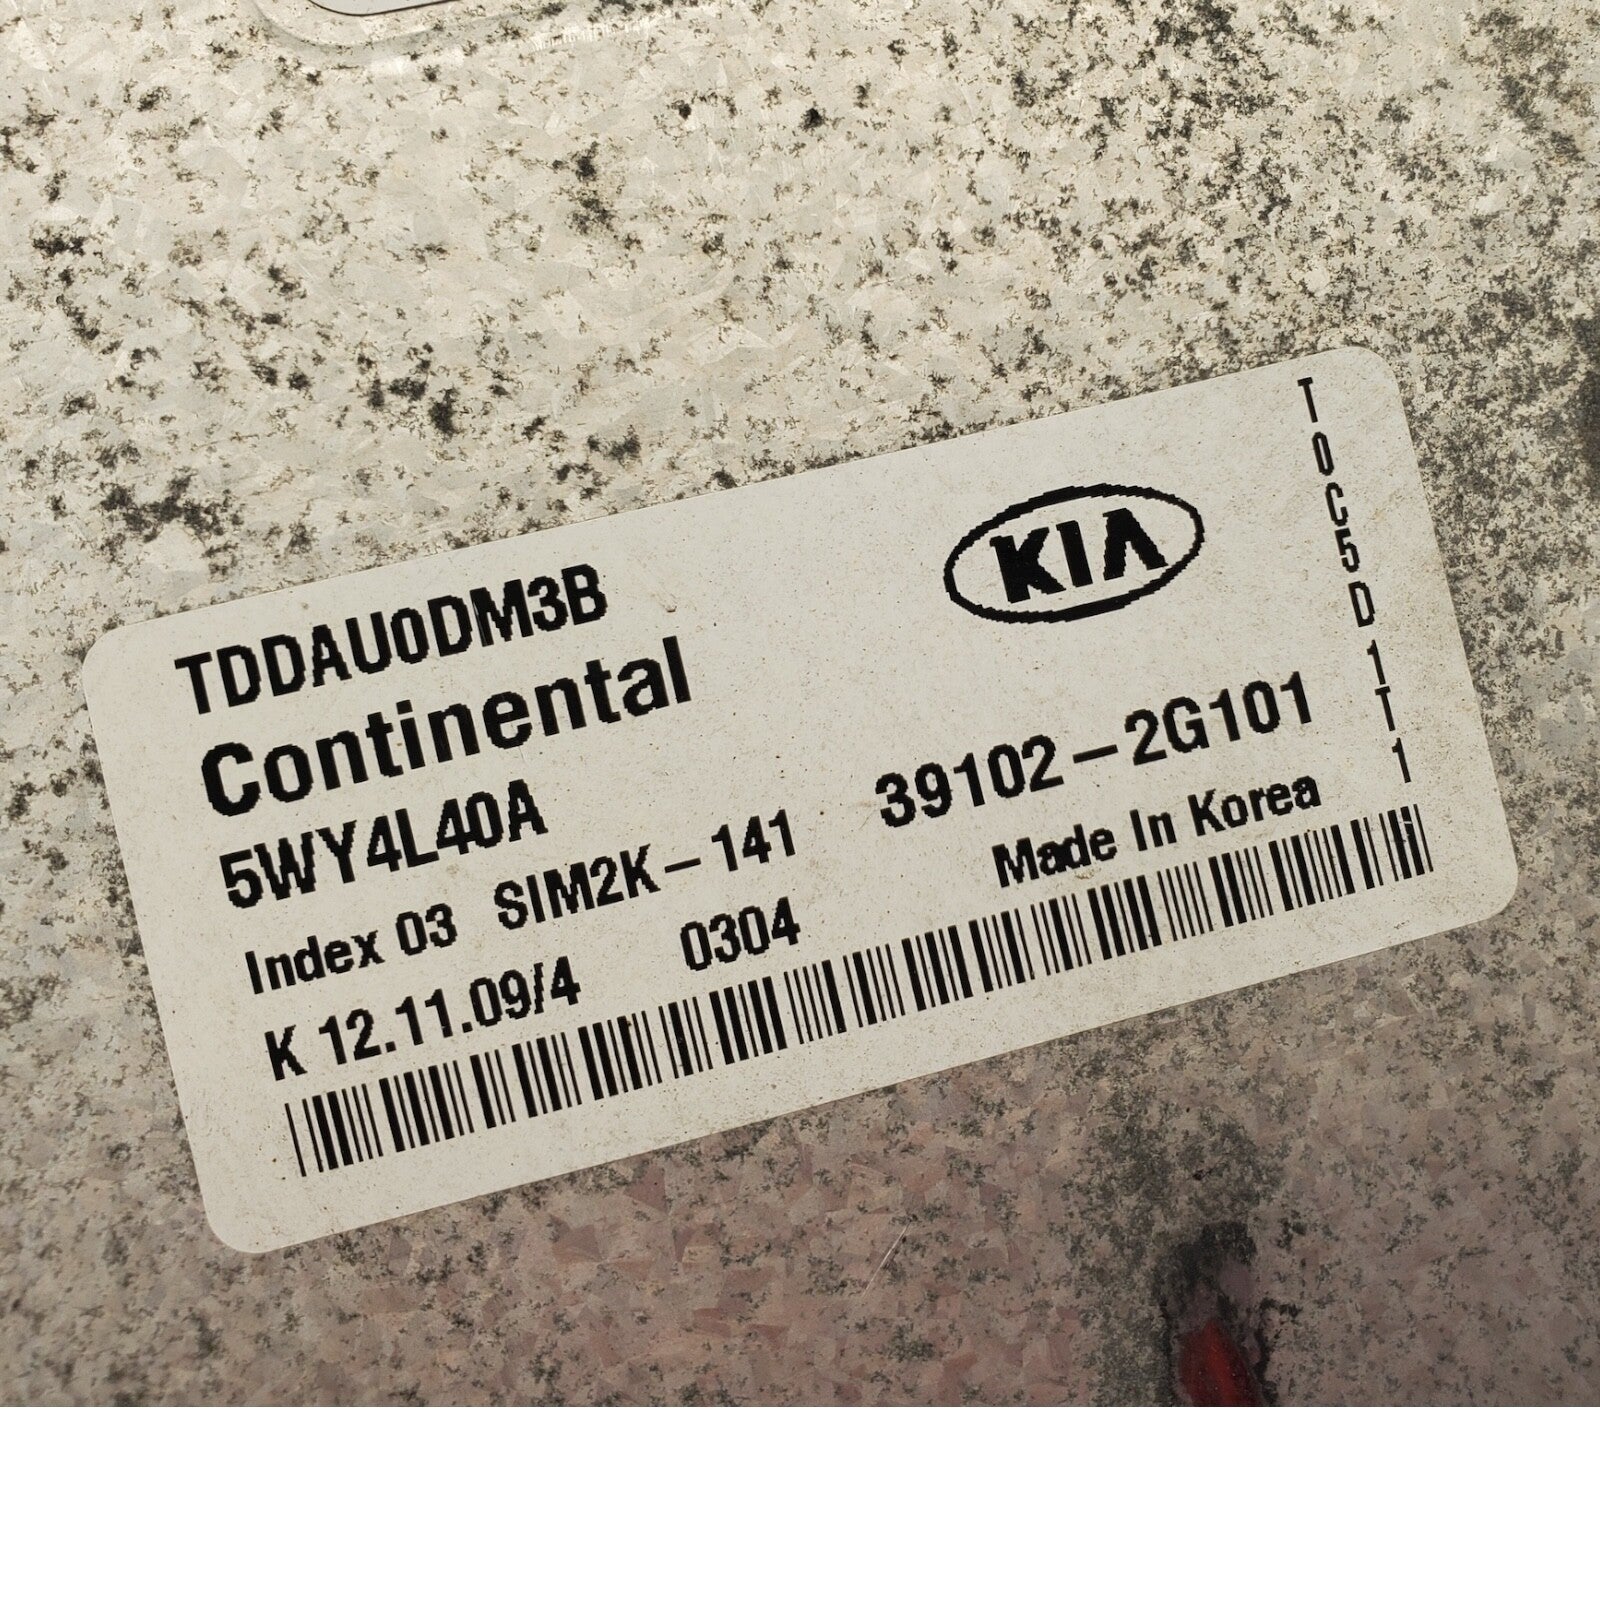 TDDAU0DM3B
Continental
5WY4L40A
Index 03 SIM2K-141
K 12.11.09/4 0304
KIA
39102-2G101
Made In Korea
T0C5D1T1